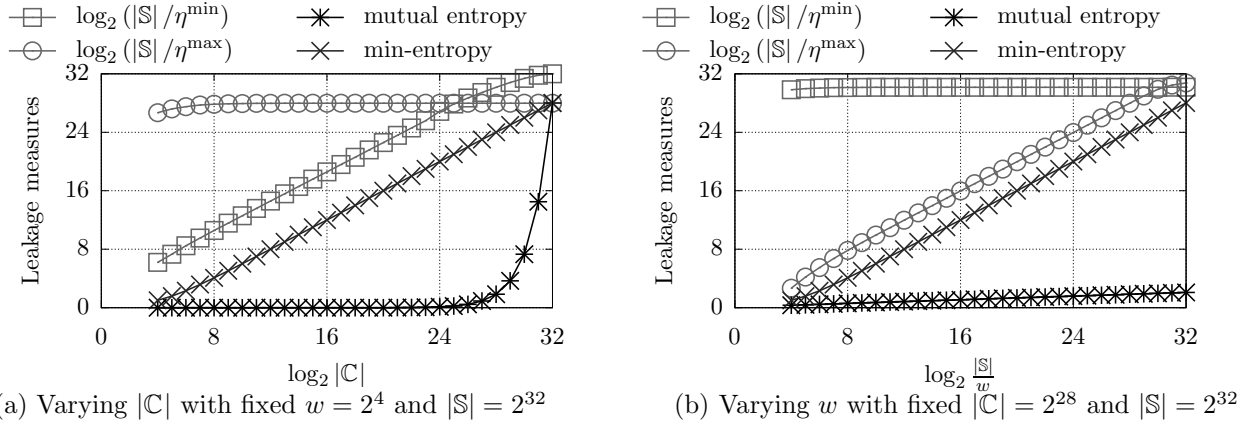 log₂ (|𝕊| /η^min)
mutual entropy
log₂ (|𝕊| /η^max)
min-entropy
32
24
16
8
0
0
8
16
24
32
Leakage measures
log₂ |ℂ|
a) Varying |ℂ| with fixed w = 2⁴ and |𝕊| = 2³²
log₂ (|𝕊| /η^min)
mutual entropy
log₂ (|𝕊| /η^max)
min-entropy
32
24
16
8
0
0
8
16
24
32
Leakage measures
log₂ |𝕊|/w
(b) Varying w with fixed |ℂ| = 2²⁸ and |𝕊| = 2³²